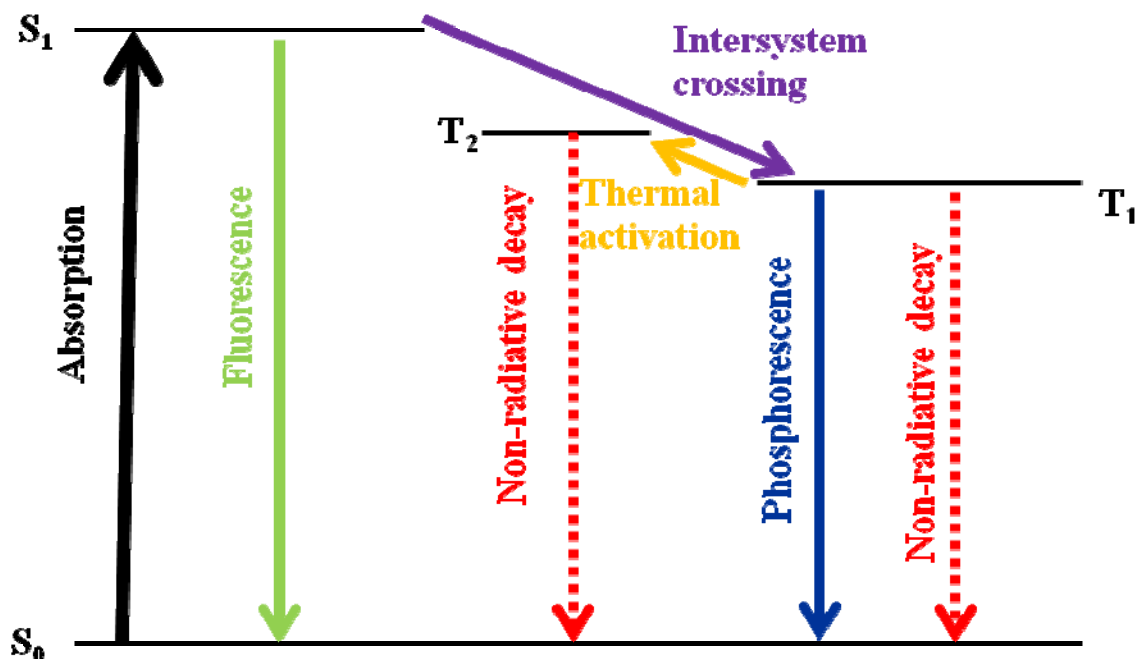 S1
Intersystem
crossing
T2
Thermal
activation
T1
Absorption
Fluorescence
Non-radiative decay
Phosphorescence
Non-radiative decay
S0